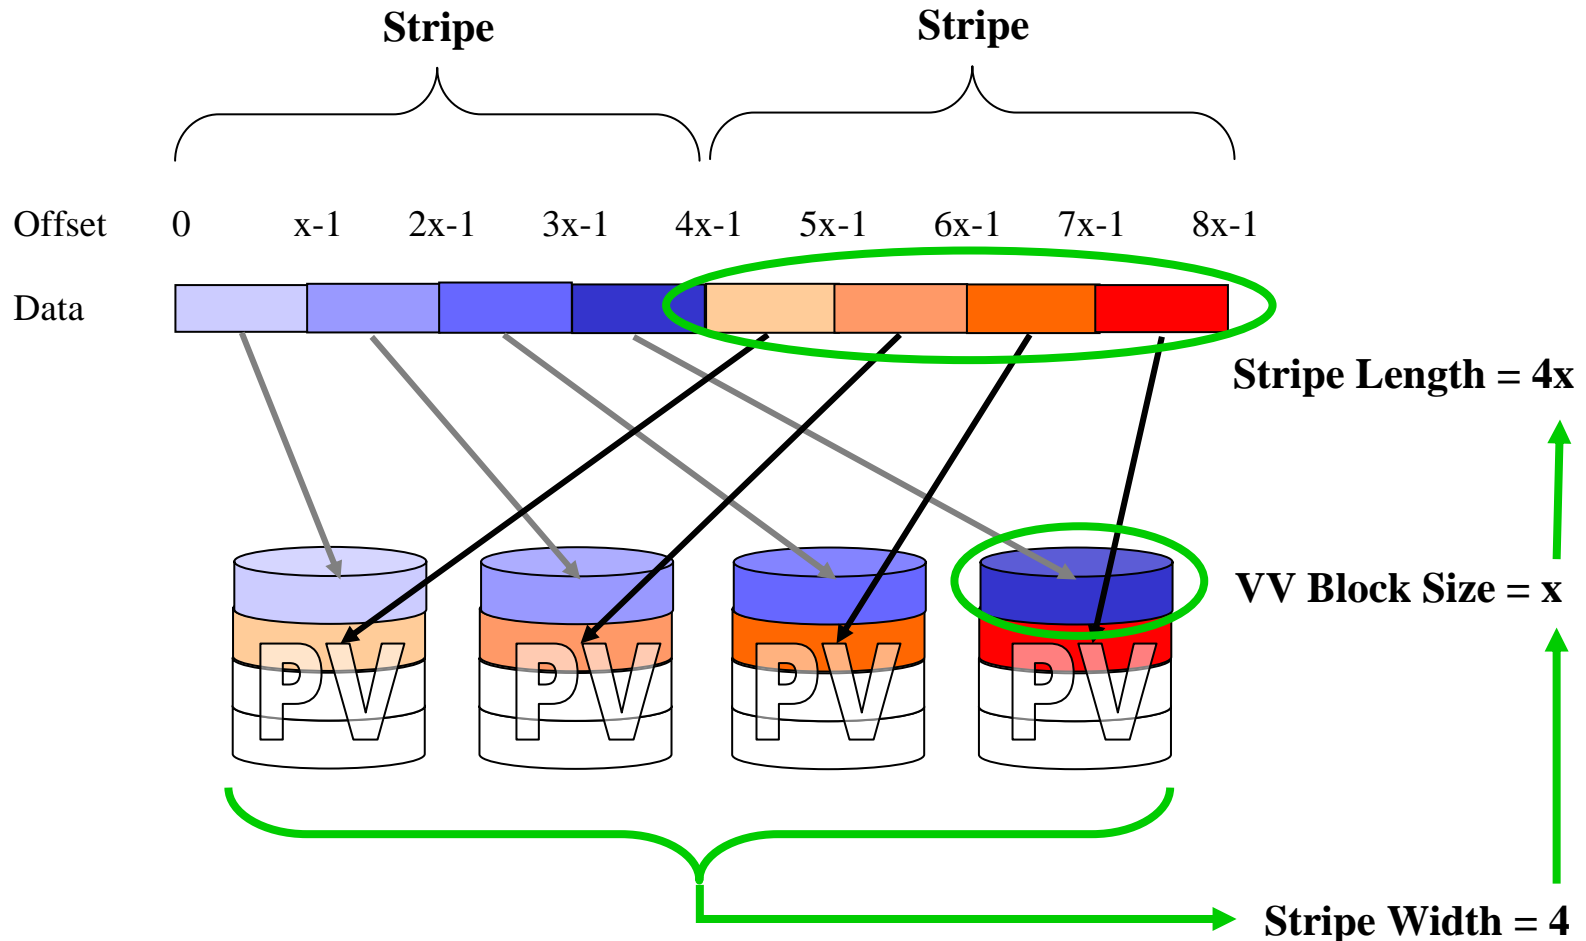 Stripe Stripe
Offset 0 x-1 2x-1 3x-1 4x-1 5x-1 6x-1 7x-1 8x-1
Data
Stripe Length = 4x
VV Block Size = x
PV PV PV PV
Stripe Width = 4